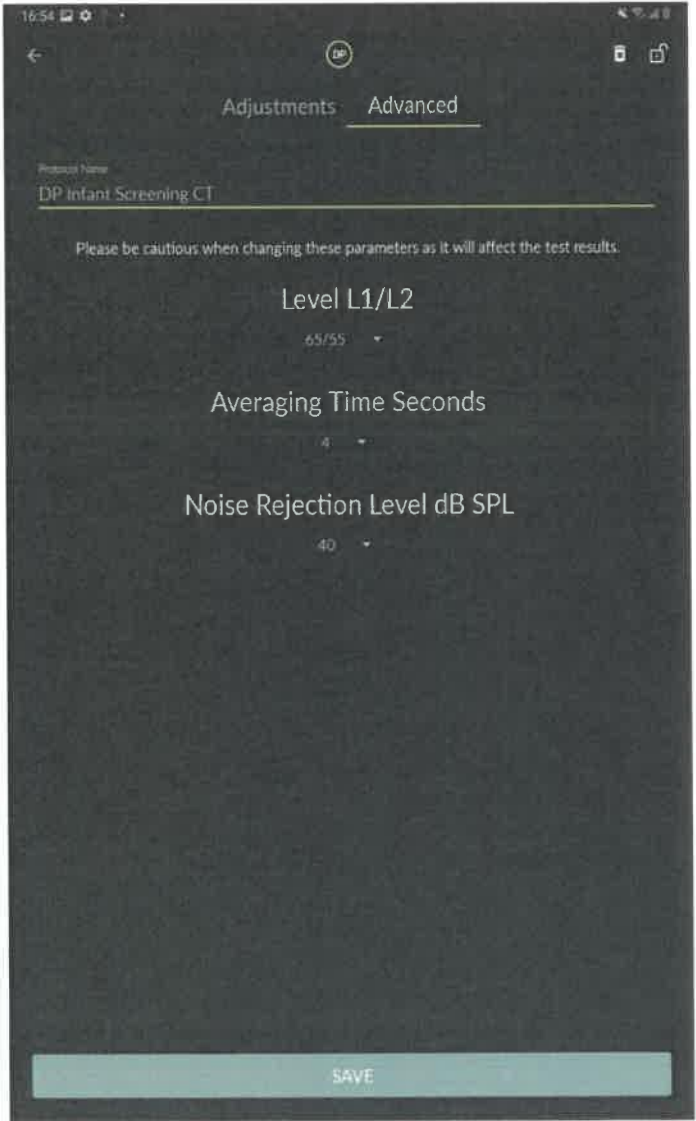 16:54
DP
Adjustments Advanced
Protocol Name
DP Infant Screening CT
Please be cautious when changing these parameters as it will affect the test results.
Level L1/L2
65/55
Averaging Time Seconds
4
Noise Rejection Level dB SPL
40
SAVE